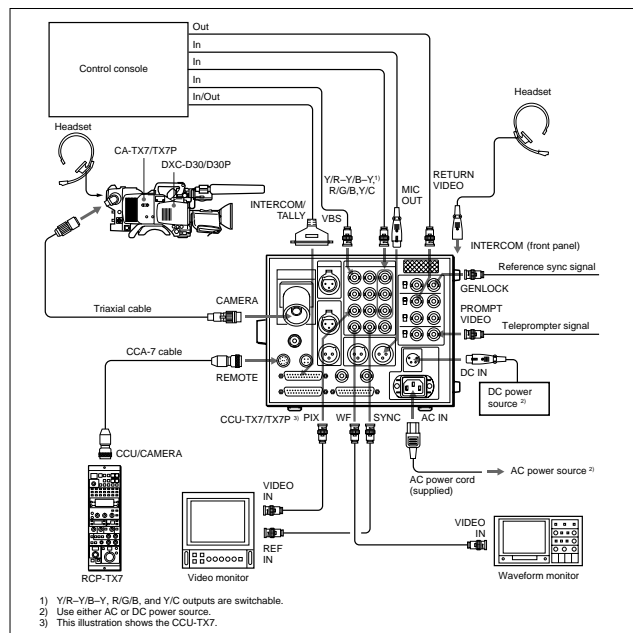 Out
In
Control console
In
In
In/Out
Headset
Headset
CA-TX7/TX7P
DXC-D30/D30P
Y/R–Y/B–Y,1)
R/G/B,Y/C
MIC
OUT
RETURN
VIDEO
INTERCOM/
TALLY
VBS
INTERCOM (front panel)
Reference sync signal
GENLOCK
Triaxial cable
CAMERA
PROMPT
VIDEO
Teleprompter signal
CCA-7 cable
REMOTE
DC IN
DC power
source 2)
CCU-TX7/TX7P 3)
PIX
WF
SYNC
AC IN
CCU/CAMERA
AC power cord
(supplied)
AC power source 2)
VIDEO
IN
VIDEO
IN
REF
IN
RCP-TX7
Video monitor
Waveform monitor
1) Y/R–Y/B–Y, R/G/B, and Y/C outputs are switchable.
2) Use either AC or DC power source.
3) This illustration shows the CCU-TX7.